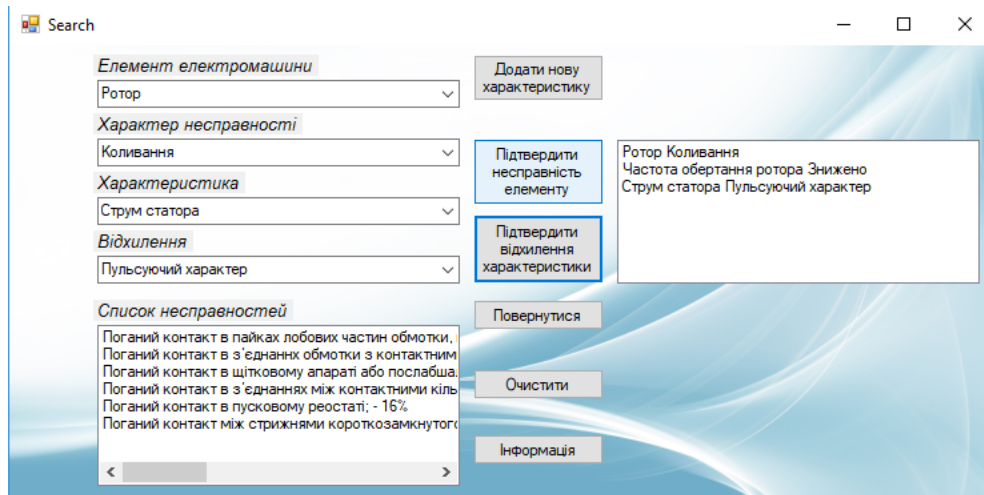 Search
Елемент електромашини
Ротор
Характер несправності
Коливання
Характеристика
Струм статора
Відхилення
Пульсуючий характер
Список несправностей
Поганий контакт в пайках лобових частин обмотки,
Поганий контакт в з'єднаннх обмотки з контактним
Поганий контакт в щітковому апараті або послабша
Поганий контакт в з'єднаннях між контактними кіль
Поганий контакт в пусковому реостаті; - 16%
Поганий контакт між стрижнями короткозамкнутого
Додати нову
характеристику
Підтвердити
несправність
елементу
Підтвердити
відхилення
характеристики
Повернутися
Очистити
Інформація
Ротор Коливання
Частота обертання ротора Знижено
Струм статора Пульсуючий характер